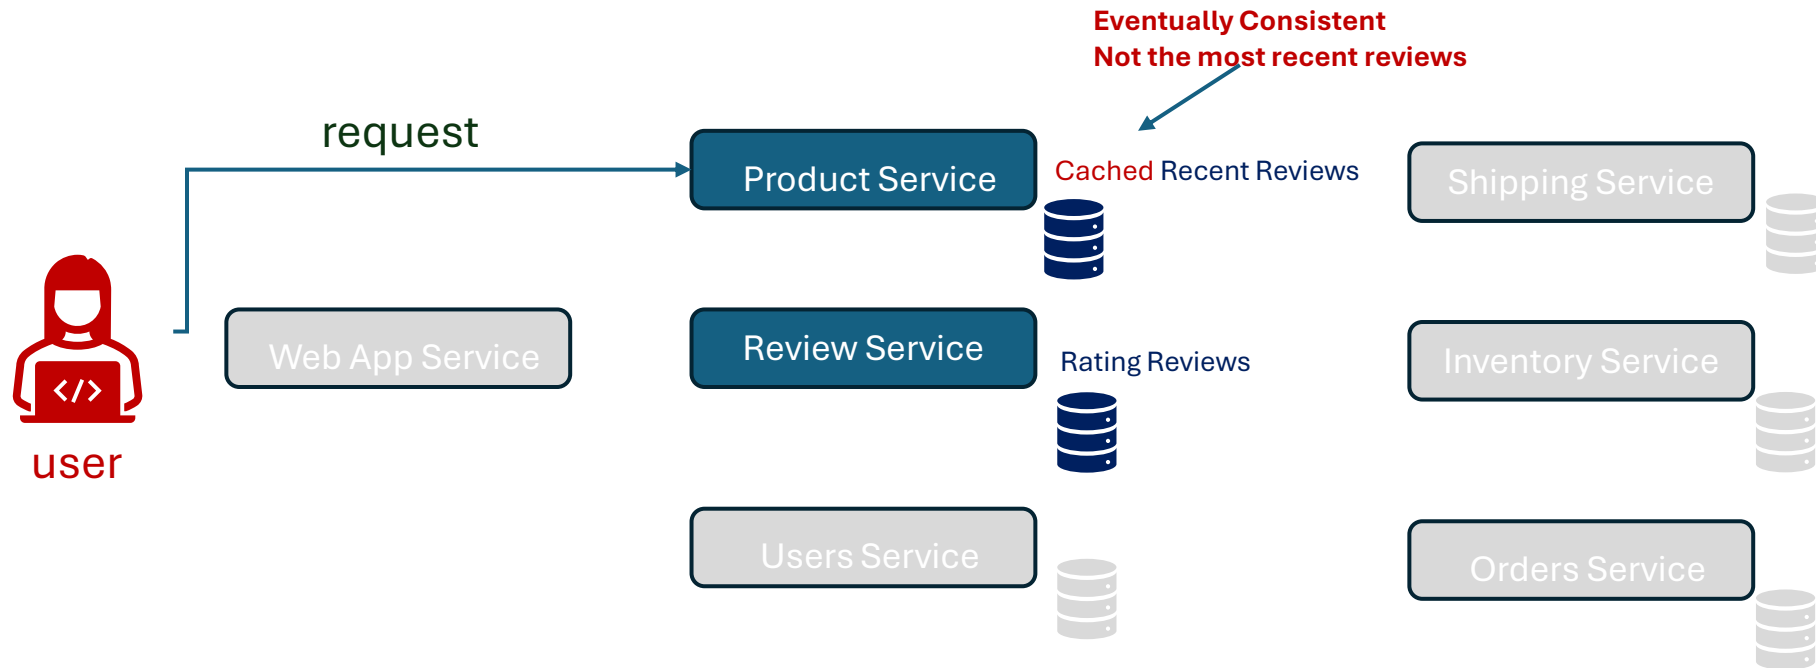 Eventually Consistent
Not the most recent reviews
request
Product Service
Cached Recent Reviews
Shipping Service
Web App Service
</>
Review Service
Rating Reviews
Inventory Service
user
Users Service
Orders Service